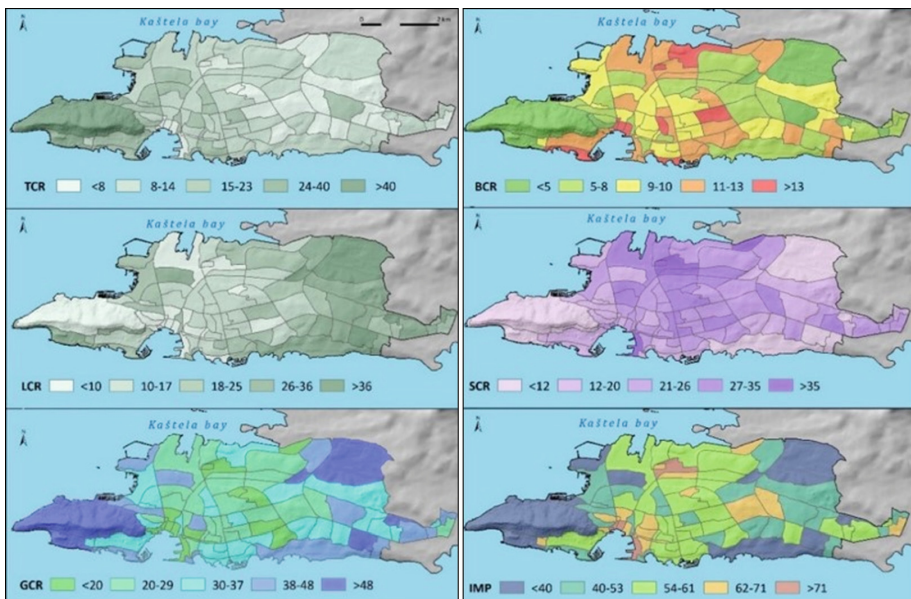 Kaštela bay
N
0 2 km
TCR <8 8-14 15-23 24-40 >40
Kaštela bay
N
BCR <5 5-8 9-10 11-13 >13
Kaštela bay
N
LCR <10 10-17 18-25 26-36 >36
Kaštela bay
N
SCR <12 12-20 21-26 27-35 >35
Kaštela bay
N
GCR <20 20-29 30-37 38-48 >48
Kaštela bay
N
IMP <40 40-53 54-61 62-71 >71